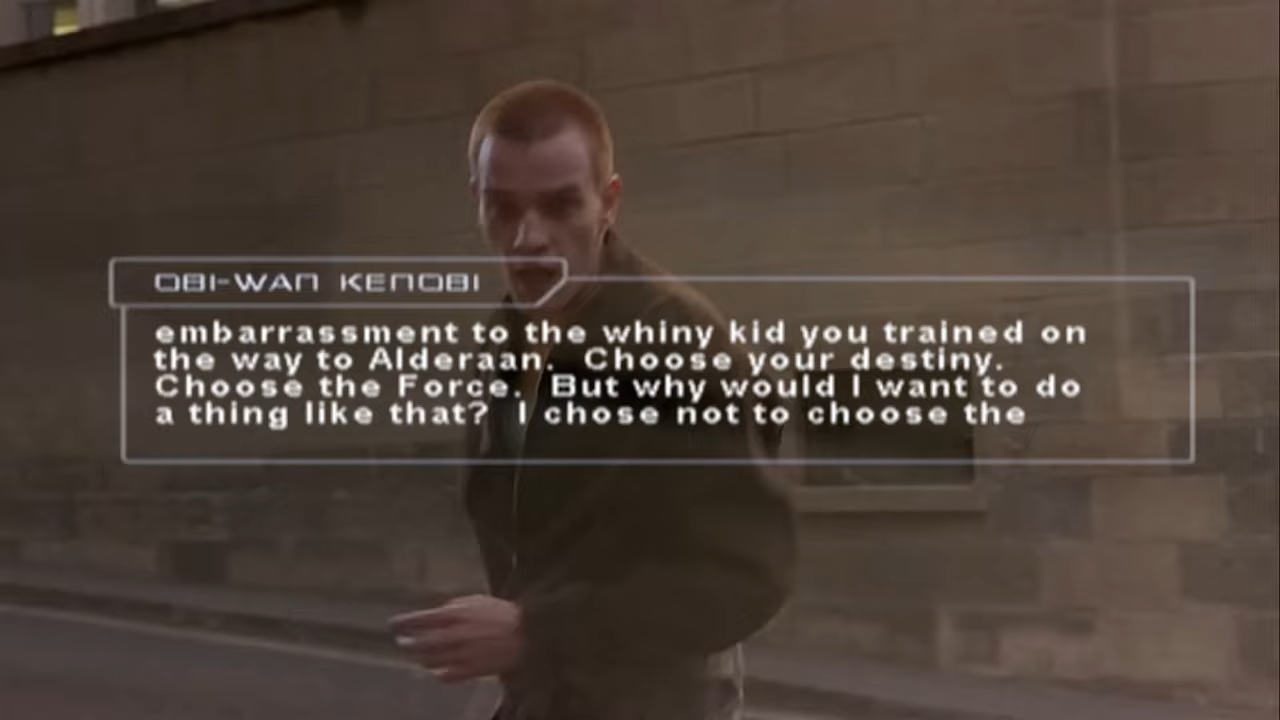 OBI-WAN KENOBI
embarrassment to the whiny kid you trained on
the way to Alderaan. Choose your destiny.
Choose the Force. But why would I want to do
a thing like that? I chose not to choose the